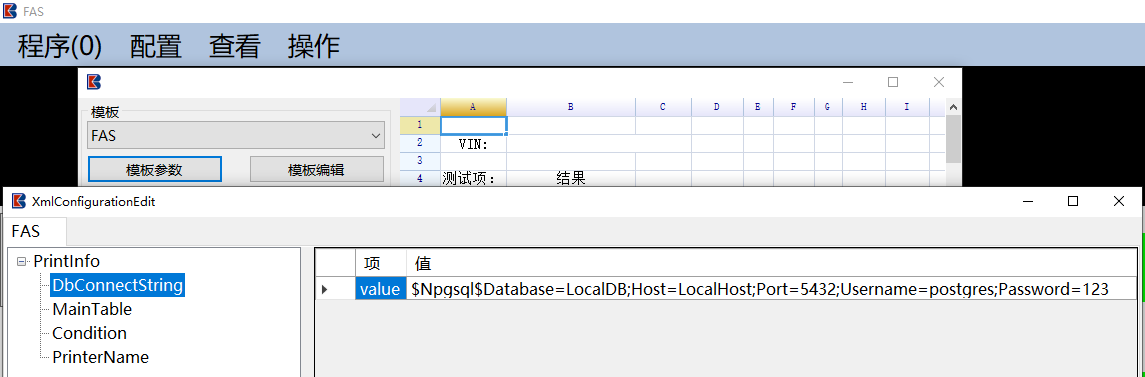 FAS
程序(0) 配置 查看 操作
模板
FAS
模板参数 模板编辑
A B C D E F G H I
1
2 VIN:
3
4 测试项: 结果
XmlConfigurationEdit
FAS
PrintInfo
DbConnectString
MainTable
Condition
PrinterName
项 值
value $Npgsql$Database=LocalDB;Host=LocalHost;Port=5432;Username=postgres;Password=123